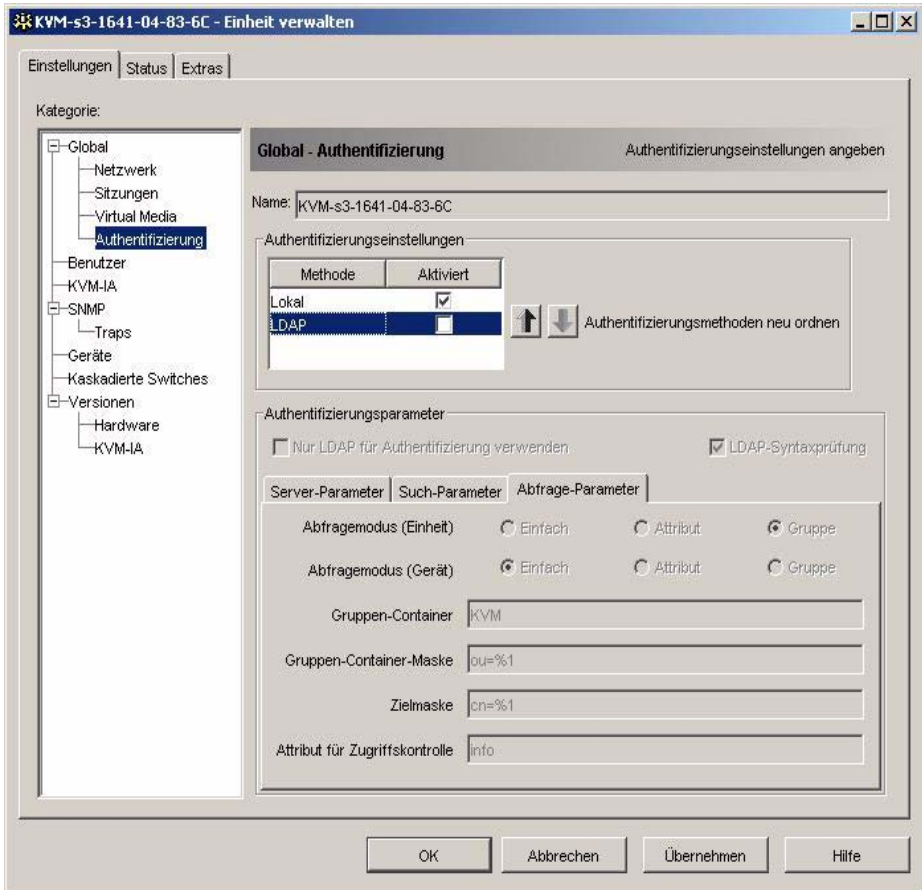 KVM-s3-1641-04-83-6C - Einheit verwalten
Einstellungen Status Extras
Kategorie:
Global
Netzwerk
Sitzungen
Virtual Media
Authentifizierung
Benutzer
KVM-IA
SNMP
Traps
Geräte
Kaskadierte Switches
Versionen
Hardware
KVM-IA
Global - Authentifizierung Authentifizierungseinstellungen angeben
Name: KVM-s3-1641-04-83-6C
Authentifizierungseinstellungen
Methode Aktiviert
Lokal
LDAP
Authentifizierungsmethoden neu ordnen
Authentifizierungsparameter
Nur LDAP für Authentifizierung verwenden LDAP-Syntaxprüfung
Server-Parameter Such-Parameter Abfrage-Parameter
Abfragemodus (Einheit) Einfach Attribut Gruppe
Abfragemodus (Gerät) Einfach Attribut Gruppe
Gruppen-Container KVM
Gruppen-Container-Maske ou=%1
Zielmaske cn=%1
Attribut für Zugriffskontrolle info
OK Abbrechen Übernehmen Hilfe